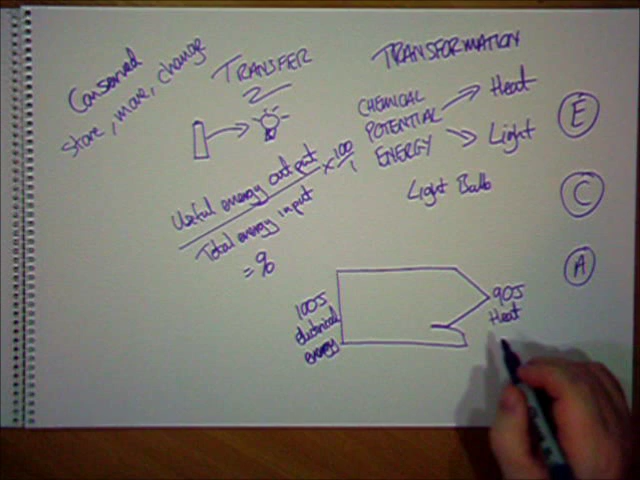 Conserved
store, move, change
TRANSFER
TRANSFORMATION
CHEMICAL
POTENTIAL
ENERGY
Heat
Light
Light Bulb
E
C
A
Useful energy output × 100
Total energy input 1
= %
100J
electrical
energy
90J
Heat